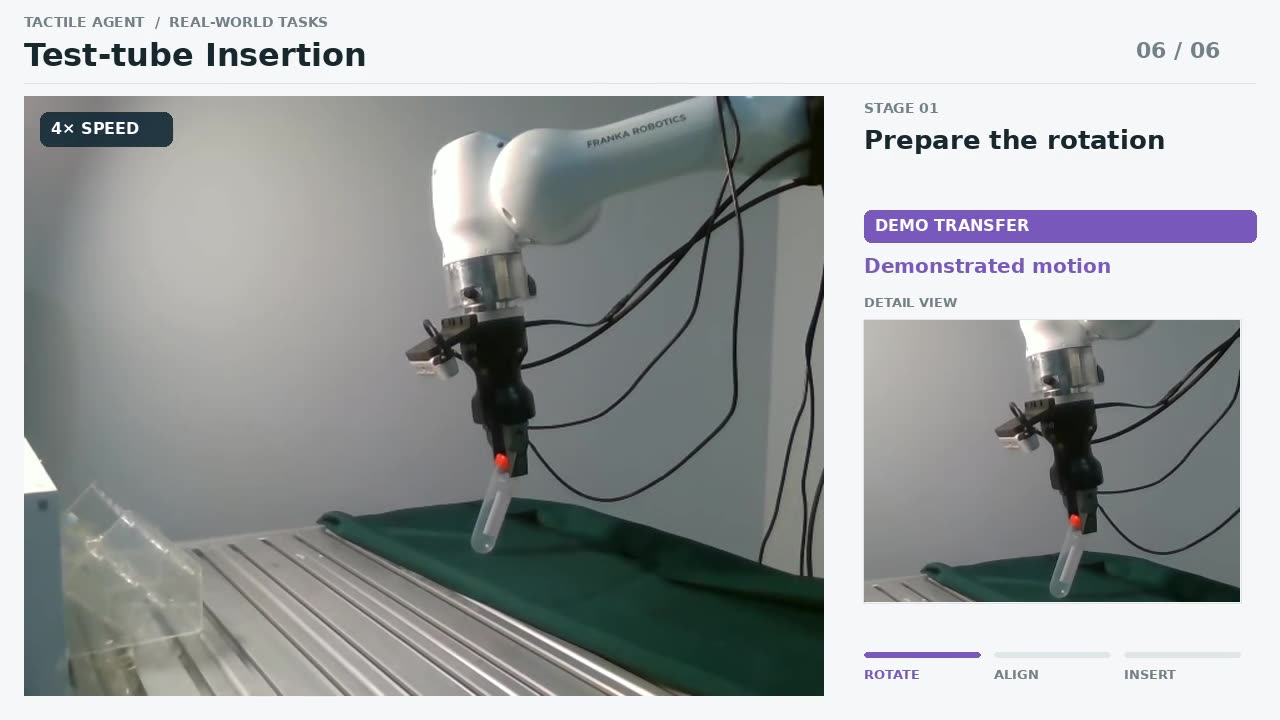 TACTILE AGENT / REAL-WORLD TASKS
Test-tube Insertion
06 / 06
4× SPEED
FRANKA ROBOTICS
STAGE 01
Prepare the rotation
DEMO TRANSFER
Demonstrated motion
DETAIL VIEW
ROTATE
ALIGN
INSERT